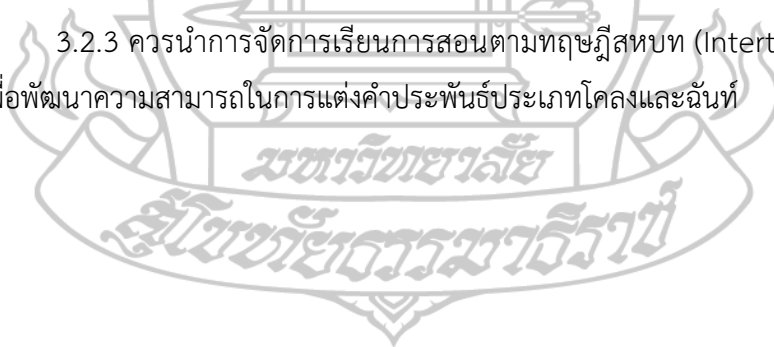 3.2.3 ควรนำการจัดการเรียนการสอนตามทฤษฎีสหบท (Intert
พื่อพัฒนาความสามารถในการแต่งคำประพันธ์ประเภทโคลงและฉันท์
มหาวิทยาลัย
สุโขทัยธรรมาธิราช